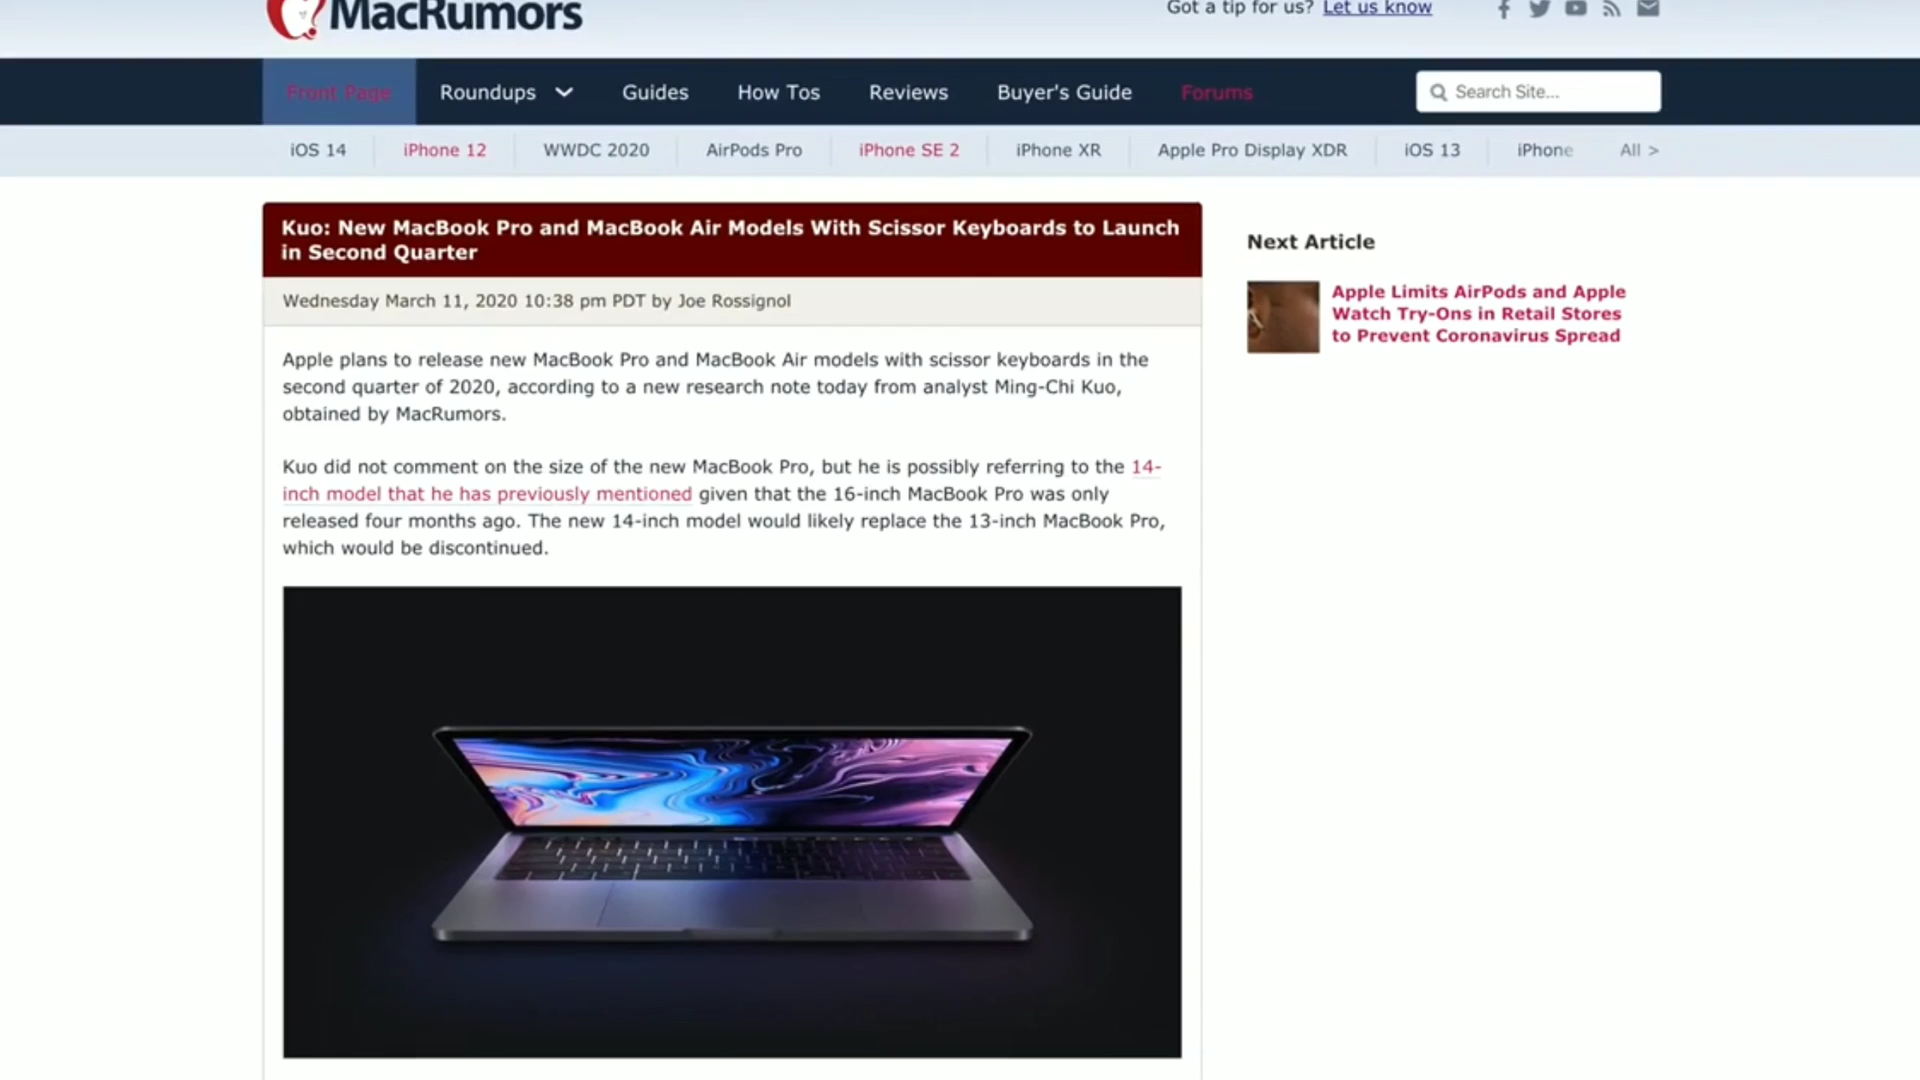 MacRumors
Got a tip for us? Let us know
Front Page Roundups Guides How Tos Reviews Buyer's Guide Forums Search Site...
iOS 14 iPhone 12 WWDC 2020 AirPods Pro iPhone SE 2 iPhone XR Apple Pro Display XDR iOS 13 iPhone All >
Kuo: New MacBook Pro and MacBook Air Models With Scissor Keyboards to Launch
in Second Quarter
Wednesday March 11, 2020 10:38 pm PDT by Joe Rossignol
Apple plans to release new MacBook Pro and MacBook Air models with scissor keyboards in the
second quarter of 2020, according to a new research note today from analyst Ming-Chi Kuo,
obtained by MacRumors.
Kuo did not comment on the size of the new MacBook Pro, but he is possibly referring to the 14-
inch model that he has previously mentioned given that the 16-inch MacBook Pro was only
released four months ago. The new 14-inch model would likely replace the 13-inch MacBook Pro,
which would be discontinued.
Next Article
Apple Limits AirPods and Apple
Watch Try-Ons in Retail Stores
to Prevent Coronavirus Spread